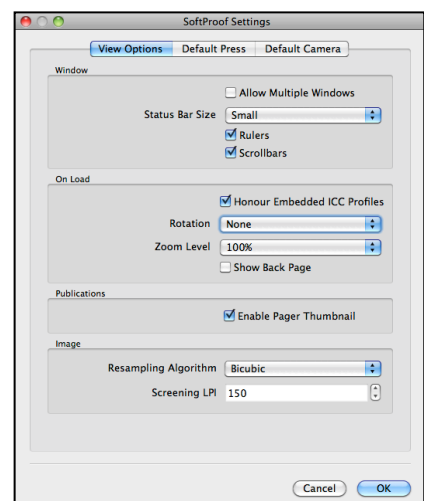 SoftProof Settings
View Options Default Press Default Camera
Window
Allow Multiple Windows
Status Bar Size Small
Rulers
Scrollbars
On Load
Honour Embedded ICC Profiles
Rotation None
Zoom Level 100%
Show Back Page
Publications
Enable Pager Thumbnail
Image
Resampling Algorithm Bicubic
Screening LPI 150
Cancel OK